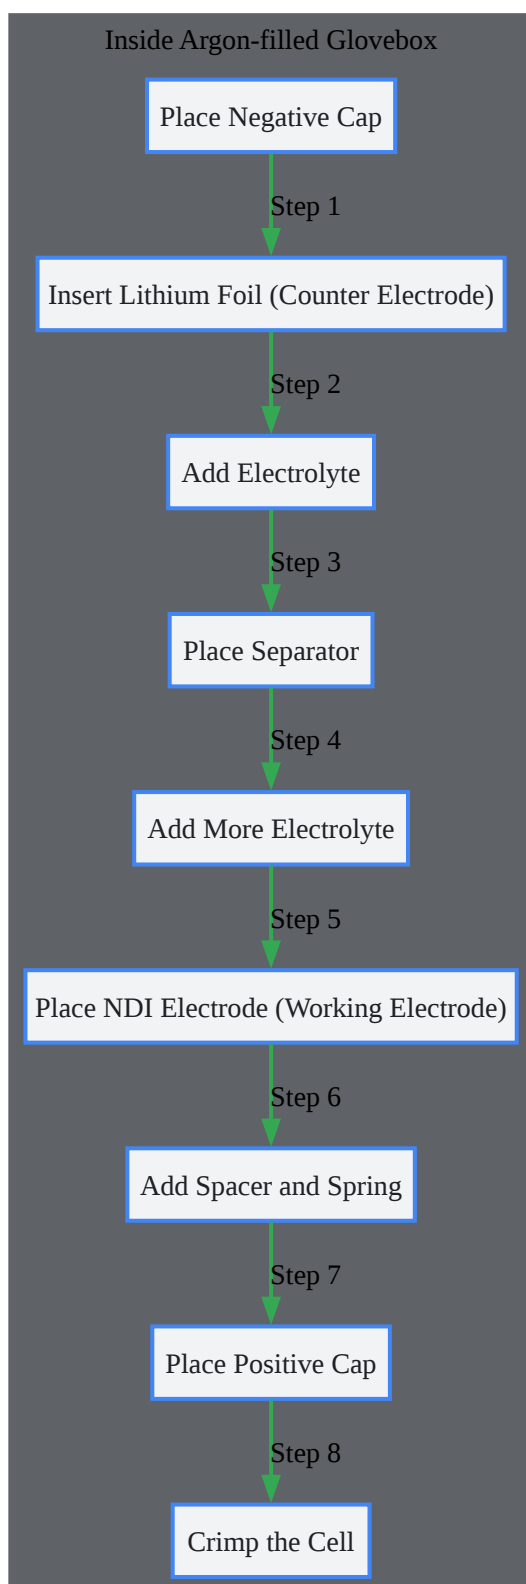 Inside Argon-filled Glovebox
Place Negative Cap
Step 1
Insert Lithium Foil (Counter Electrode)
Step 2
Add Electrolyte
Step 3
Place Separator
Step 4
Add More Electrolyte
Step 5
Place NDI Electrode (Working Electrode)
Step 6
Add Spacer and Spring
Step 7
Place Positive Cap
Step 8
Crimp the Cell